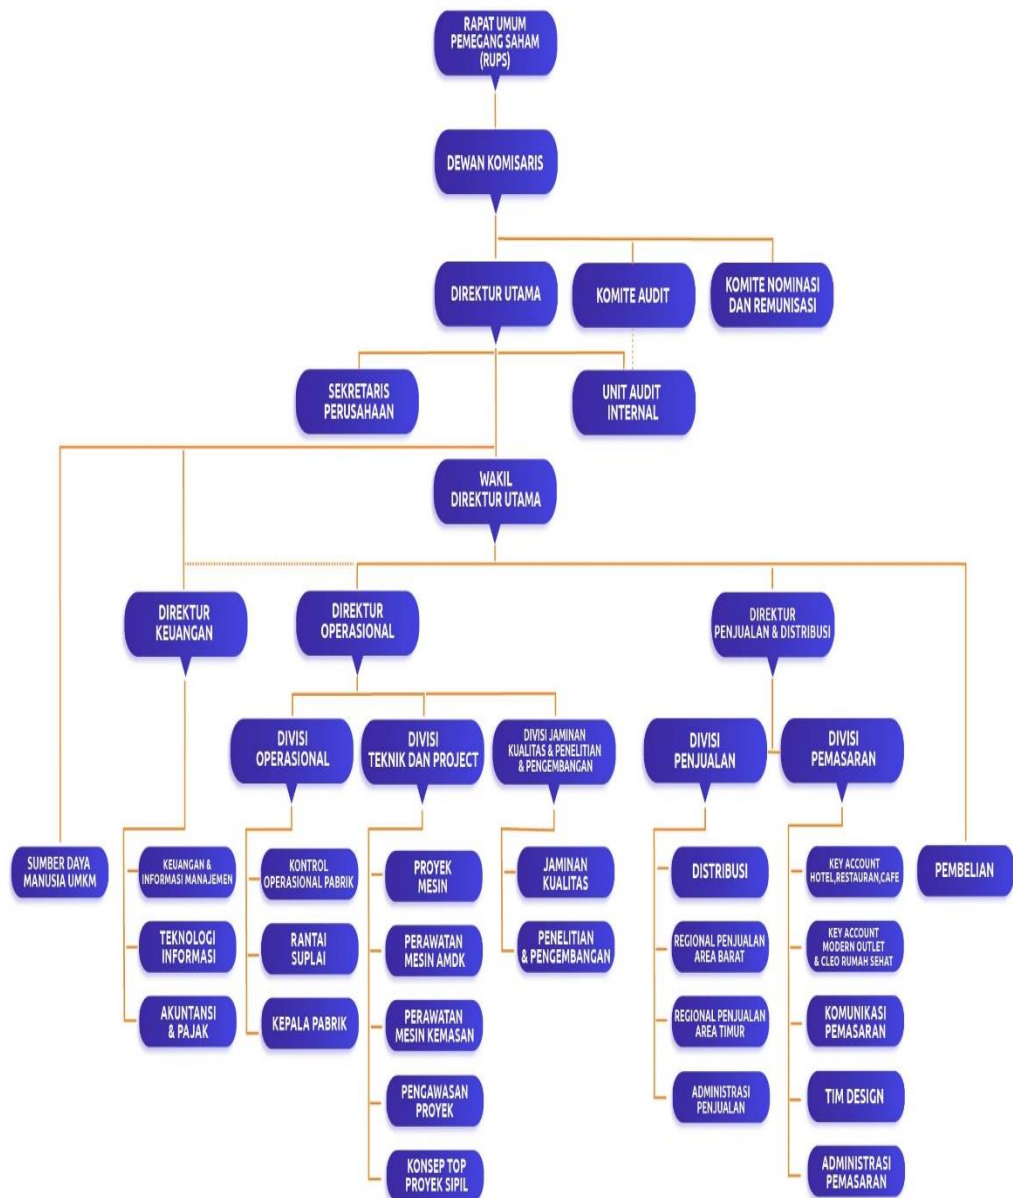 RAPAT UMUM
PEMEGANG SAHAM
(RUPS)
DEWAN KOMISARIS
DIREKTUR UTAMA
KOMITE AUDIT
KOMITE NOMINASI
DAN REMUNISASI
SEKRETARIS
PERUSAHAAN
UNIT AUDIT
INTERNAL
WAKIL
DIREKTUR UTAMA
DIREKTUR
KEUANGAN
DIREKTUR
OPERASIONAL
DIREKTUR
PENJUALAN & DISTRIBUSI
DIVISI
OPERASIONAL
DIVISI
TEKNIK DAN PROJECT
DIVISI JAMINAN
KUALITAS & PENELITIAN
& PENGEMBANGAN
DIVISI
PENJUALAN
DIVISI
PEMASARAN
SUMBER DAYA
MANUSIA UMKM
KEUANGAN &
INFORMASI MANAJEMEN
KONTROL
OPERASIONAL PABRIK
PROYEK
MESIN
JAMINAN
KUALITAS
DISTRIBUSI
KEY ACCOUNT
HOTEL,RESTAURAN,CAFE
PEMBELIAN
TEKNOLOGI
INFORMASI
RANTAI
SUPLAI
PERAWATAN
MESIN AMDK
PENELITIAN
& PENGEMBANGAN
REGIONAL PENJUALAN
AREA BARAT
KEY ACCOUNT
MODERN OUTLET
& CLEO RUMAH SEHAT
AKUNTANSI
& PAJAK
KEPALA PABRIK
PERAWATAN
MESIN KEMASAN
REGIONAL PENJUALAN
AREA TIMUR
KOMUNIKASI
PEMASARAN
PENGAWASAN
PROYEK
ADMINISTRASI
PENJUALAN
TIM DESIGN
KONSEP TOP
PROYEK SIPIL
ADMINISTRASI
PEMASARAN